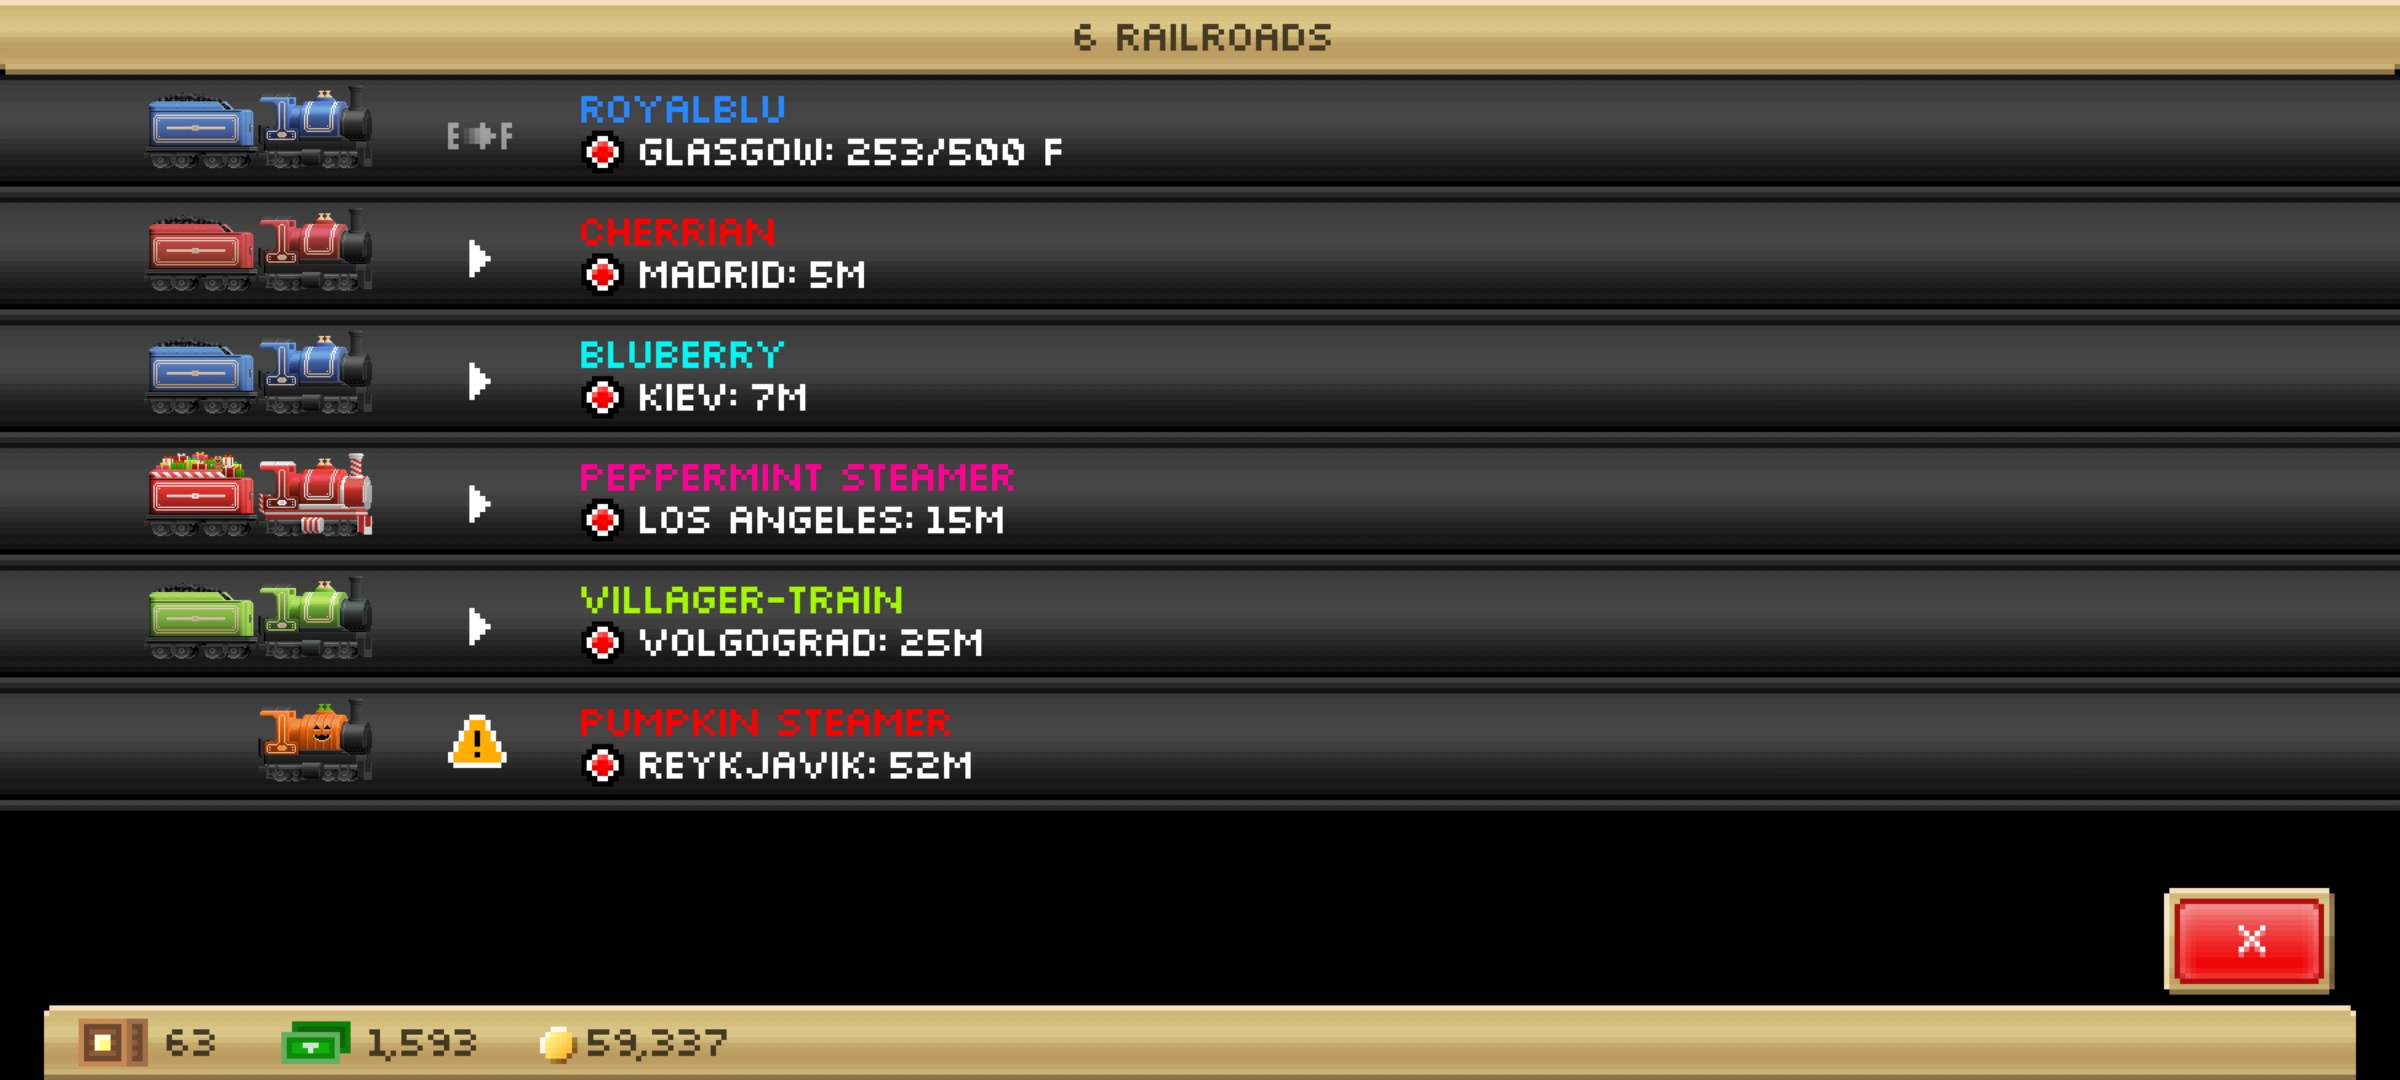 6 RAILROADS
ROYALBLU
E F
GLASGOW: 253/500 F
CHERRIAN
MADRID: 5M
BLUBERRY
KIEV: 7M
PEPPERMINT STEAMER
LOS ANGELES: 15M
VILLAGER-TRAIN
VOLGOGRAD: 25M
PUMPKIN STEAMER
!
REYKJAVIK: 52M
X
63 1,593 59,337